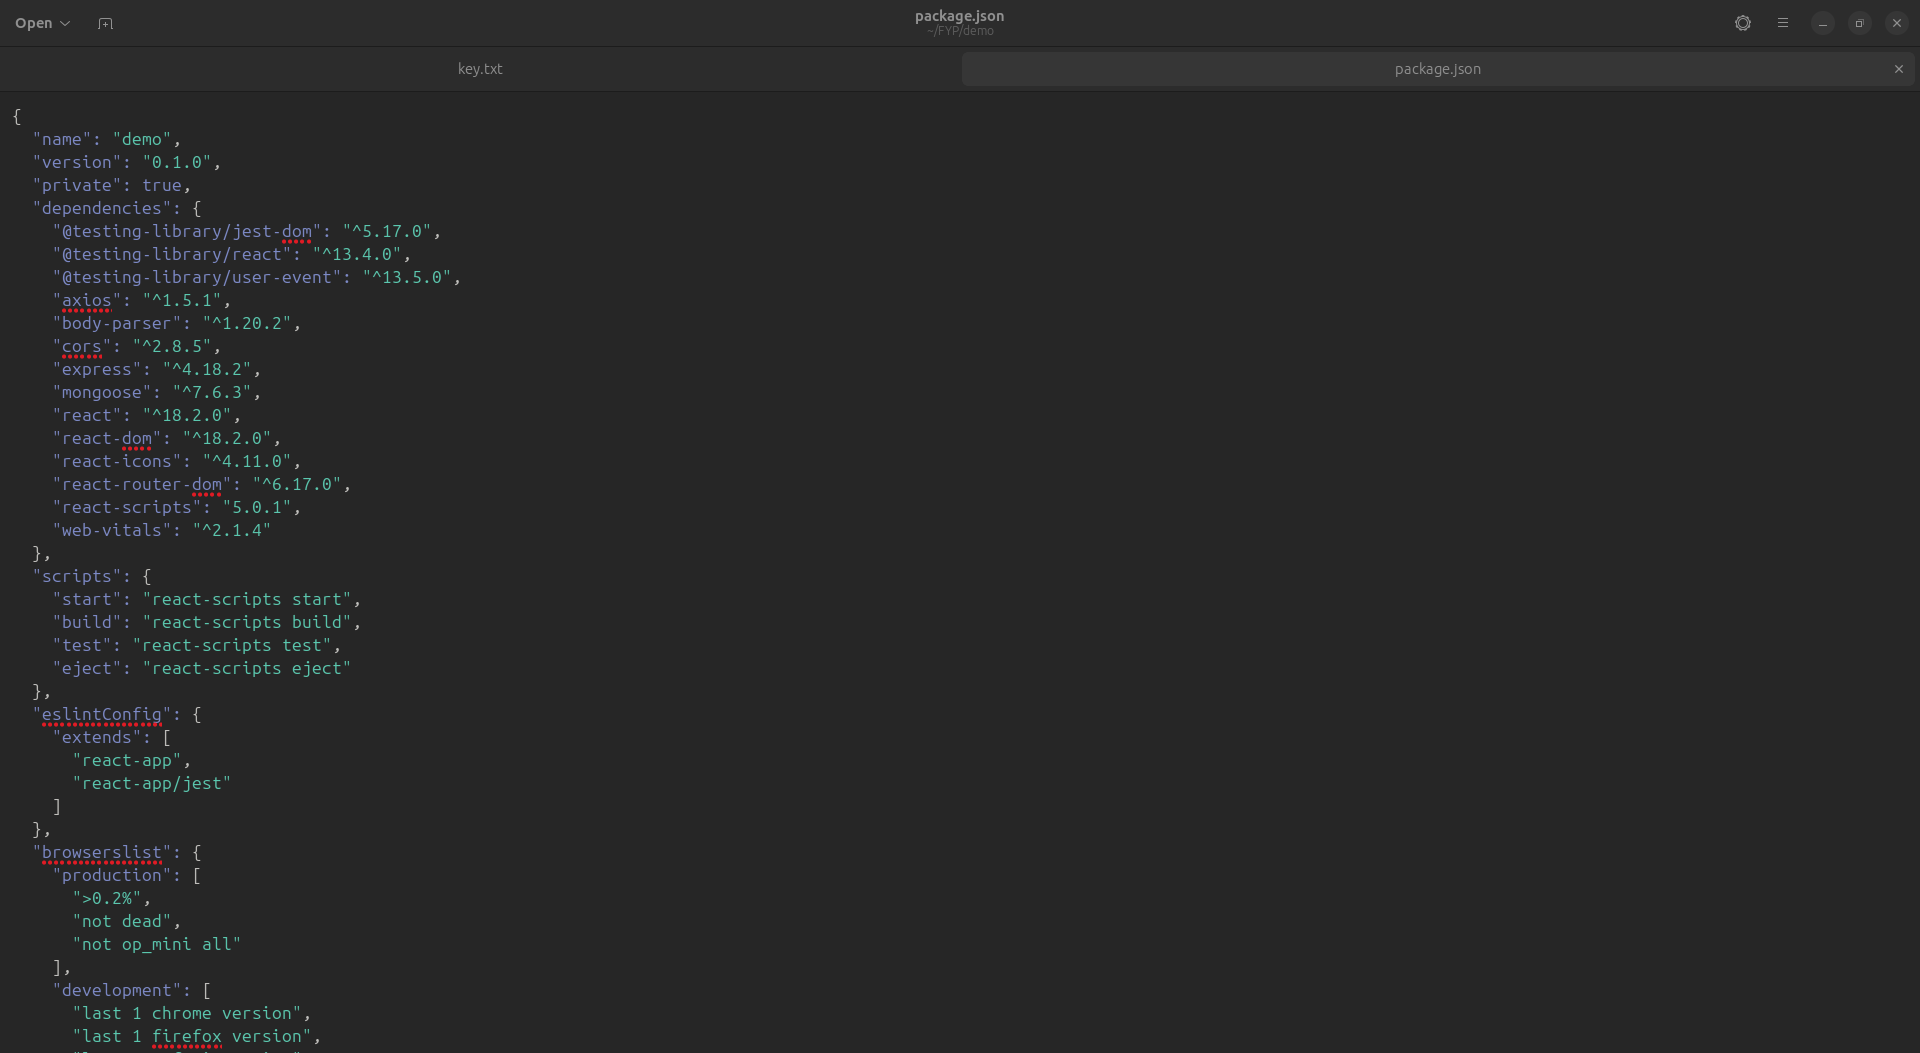 Open
package.json
~/FYP/demo
key.txt
package.json
{
  "name": "demo",
  "version": "0.1.0",
  "private": true,
  "dependencies": {
    "@testing-library/jest-dom": "^5.17.0",
    "@testing-library/react": "^13.4.0",
    "@testing-library/user-event": "^13.5.0",
    "axios": "^1.5.1",
    "body-parser": "^1.20.2",
    "cors": "^2.8.5",
    "express": "^4.18.2",
    "mongoose": "^7.6.3",
    "react": "^18.2.0",
    "react-dom": "^18.2.0",
    "react-icons": "^4.11.0",
    "react-router-dom": "^6.17.0",
    "react-scripts": "5.0.1",
    "web-vitals": "^2.1.4"
  },
  "scripts": {
    "start": "react-scripts start",
    "build": "react-scripts build",
    "test": "react-scripts test",
    "eject": "react-scripts eject"
  },
  "eslintConfig": {
    "extends": [
      "react-app",
      "react-app/jest"
    ]
  },
  "browserslist": {
    "production": [
      ">0.2%",
      "not dead",
      "not op_mini all"
    ],
    "development": [
      "last 1 chrome version",
      "last 1 firefox version",